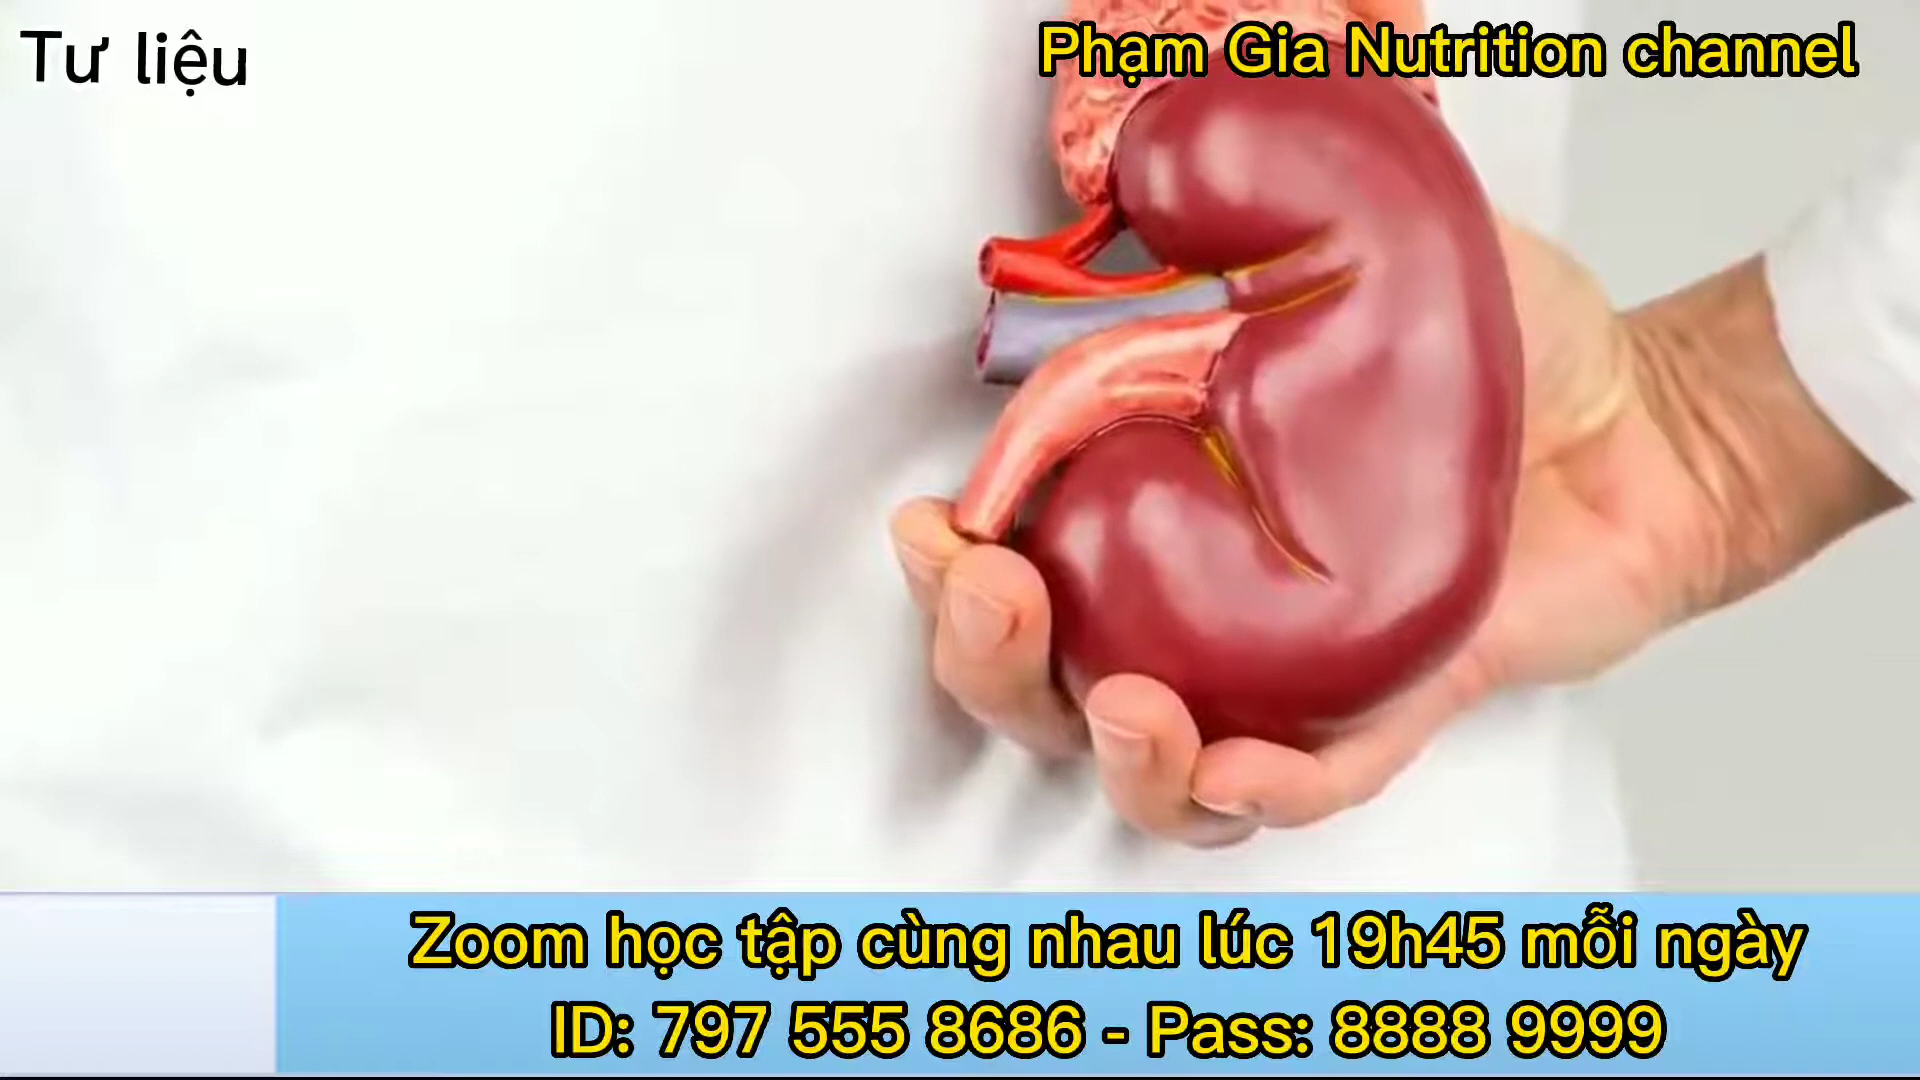 Tư liệu
Phạm Gia Nutrition channel
Zoom học tập cùng nhau lúc 19h45 mỗi ngày
ID: 797 555 8686 - Pass: 8888 9999